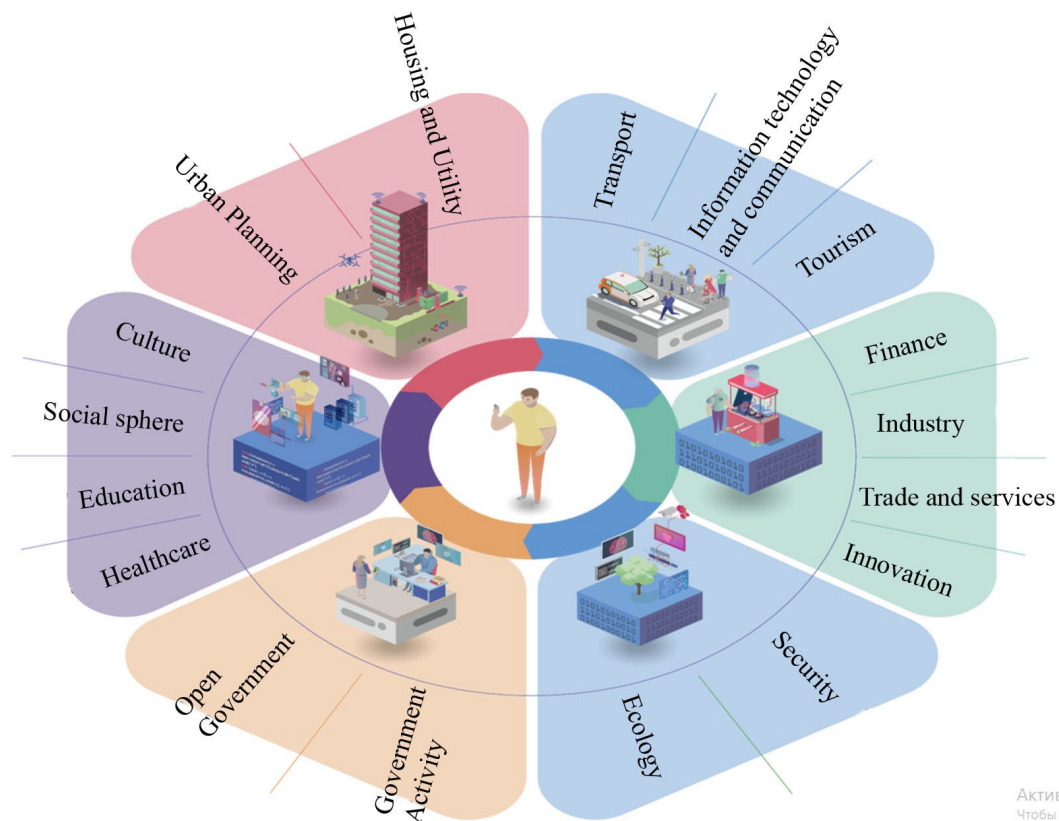 Housing and Utility
Urban Planning
Transport
Information technology
and communication
Tourism
Culture
Social sphere
Education
Healthcare
Finance
Industry
Trade and services
Innovation
Open
Government
Government
Activity
Ecology
Security
Актив
Чтобы